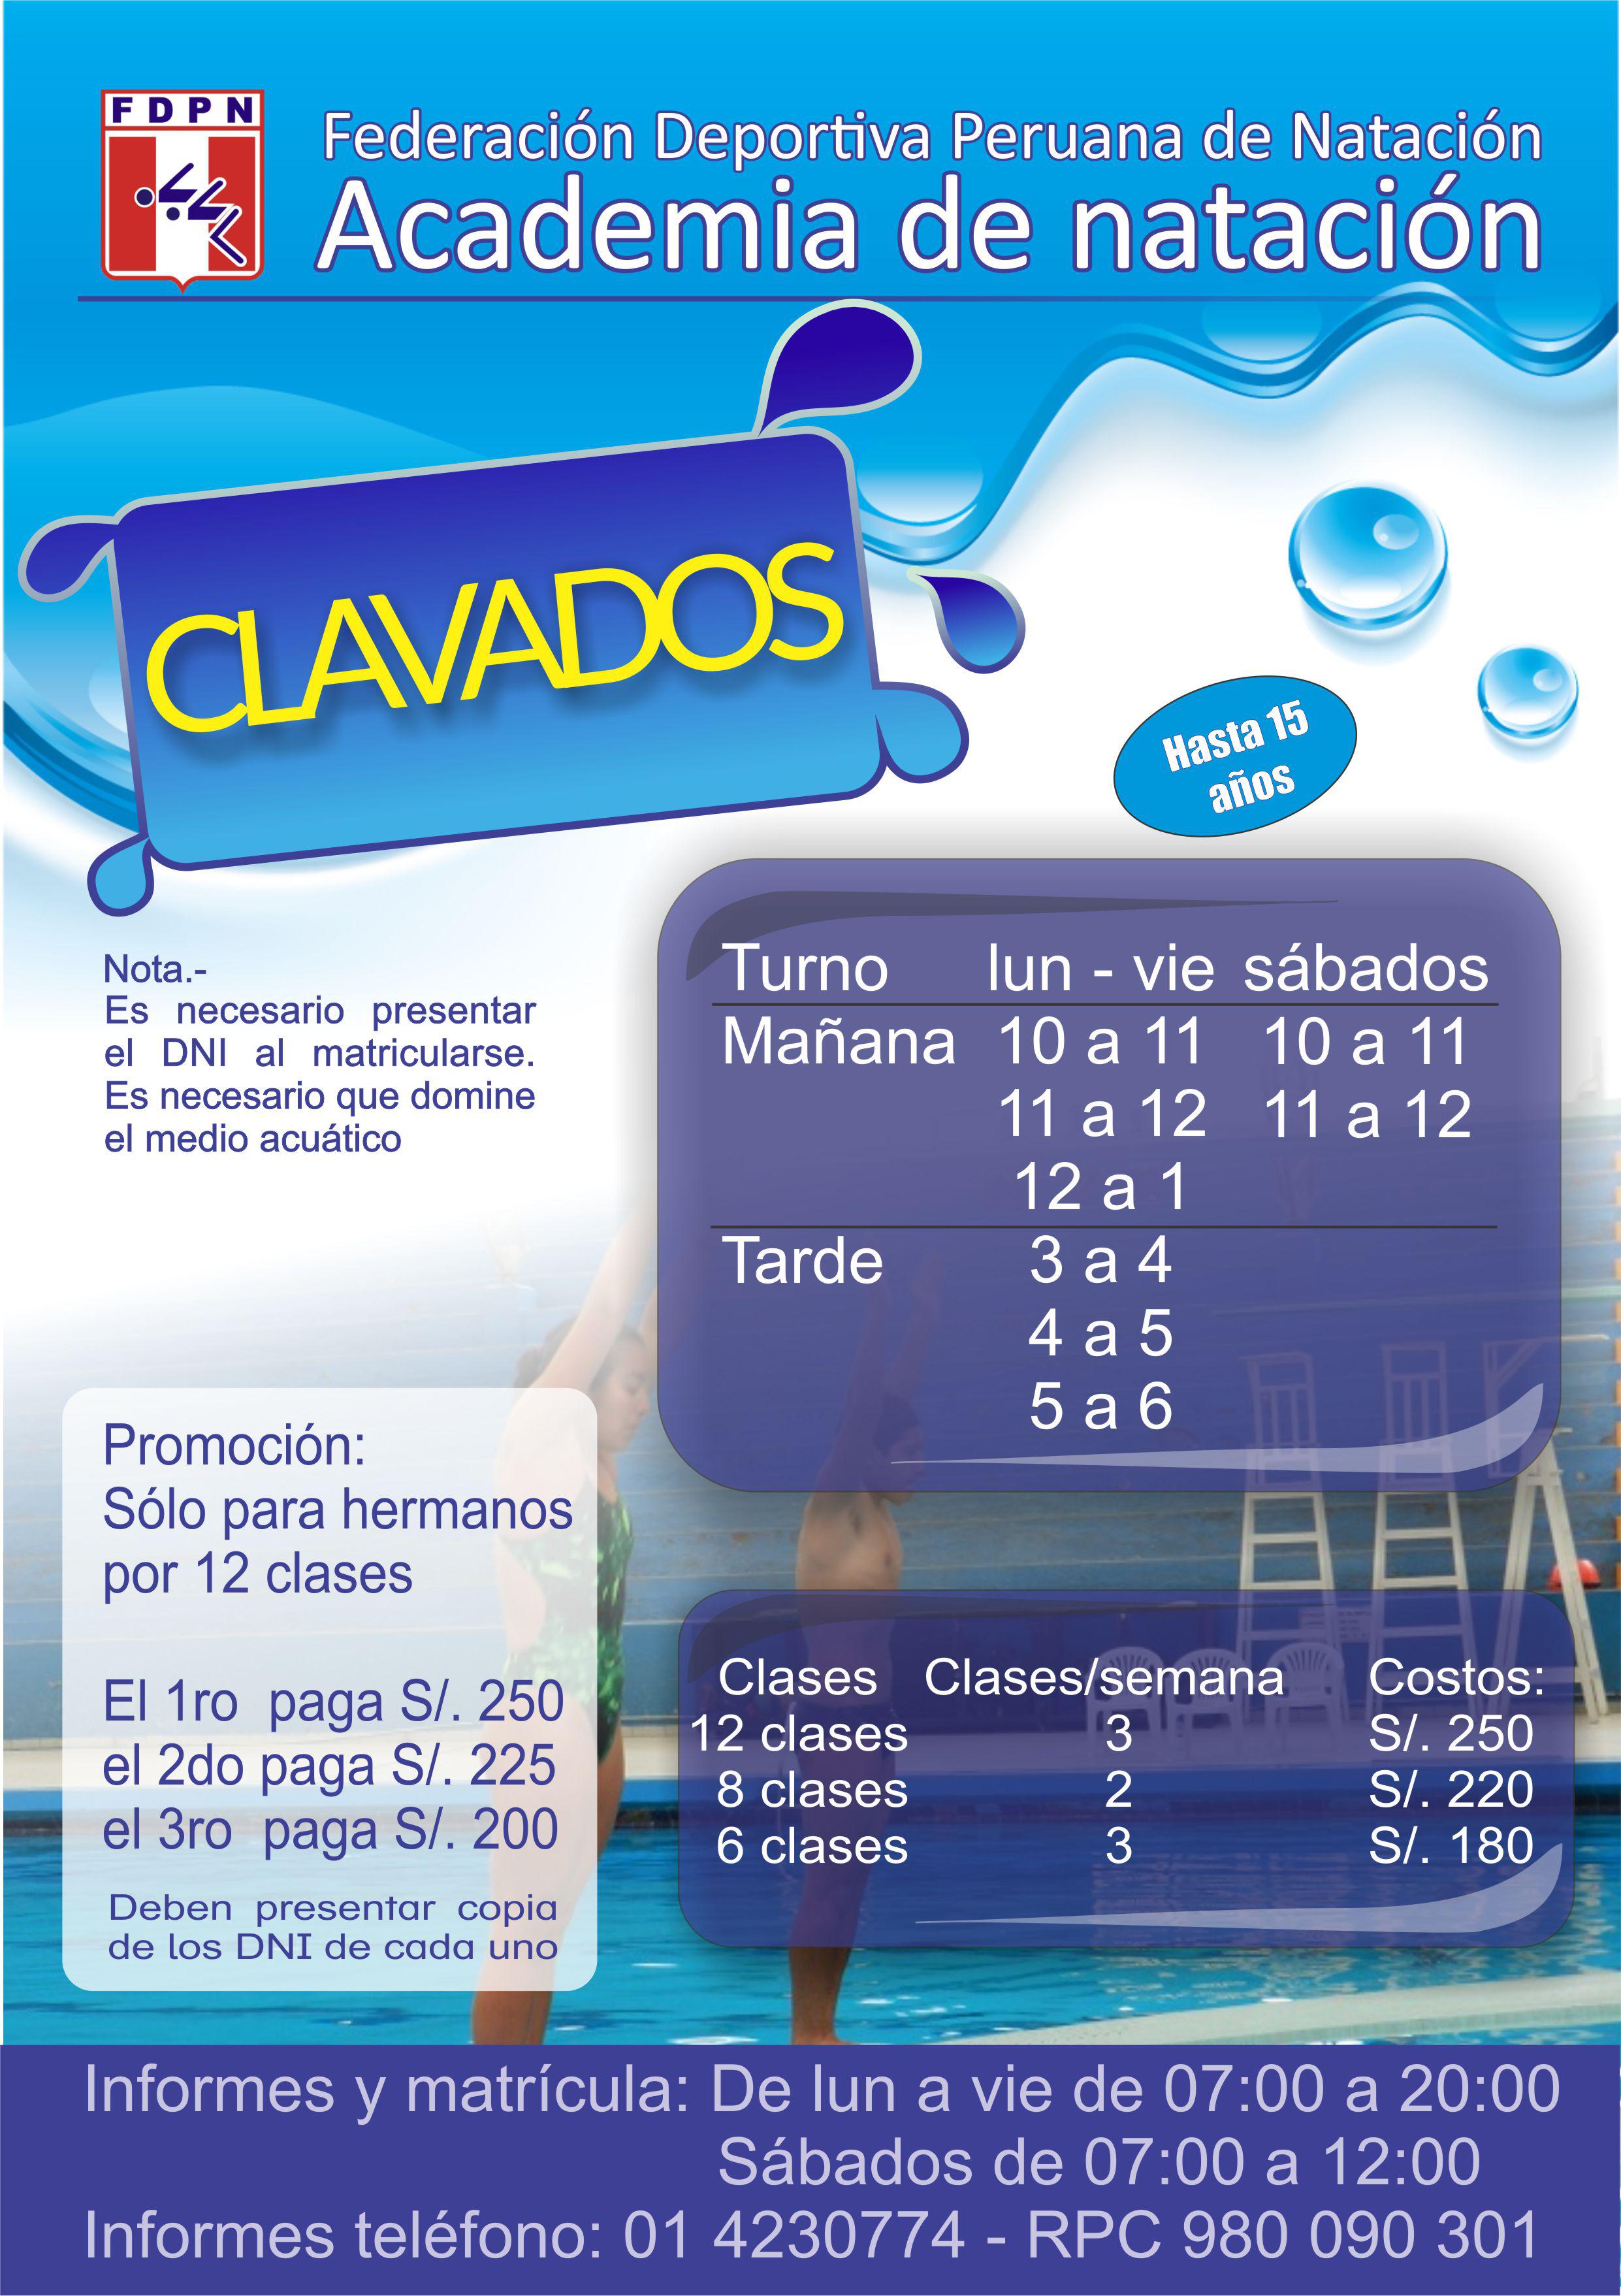 FDPN
Federación Deportiva Peruana de Natación
Academia de natación
CLAVADOS
Hasta 15
años
Nota.-
Es necesario presentar
el DNI al matricularse.
Es necesario que domine
el medio acuático
Turno lun - vie sábados
Mañana 10 a 11 10 a 11
11 a 12 11 a 12
12 a 1
Tarde 3 a 4
4 a 5
5 a 6
Promoción:
Sólo para hermanos
por 12 clases
El 1ro paga S/. 250
el 2do paga S/. 225
el 3ro paga S/. 200
Deben presentar copia
de los DNI de cada uno
Clases Clases/semana Costos:
12 clases 3 S/. 250
8 clases 2 S/. 220
6 clases 3 S/. 180
Informes y matrícula: De lun a vie de 07:00 a 20:00
Sábados de 07:00 a 12:00
Informes teléfono: 01 4230774 - RPC 980 090 301